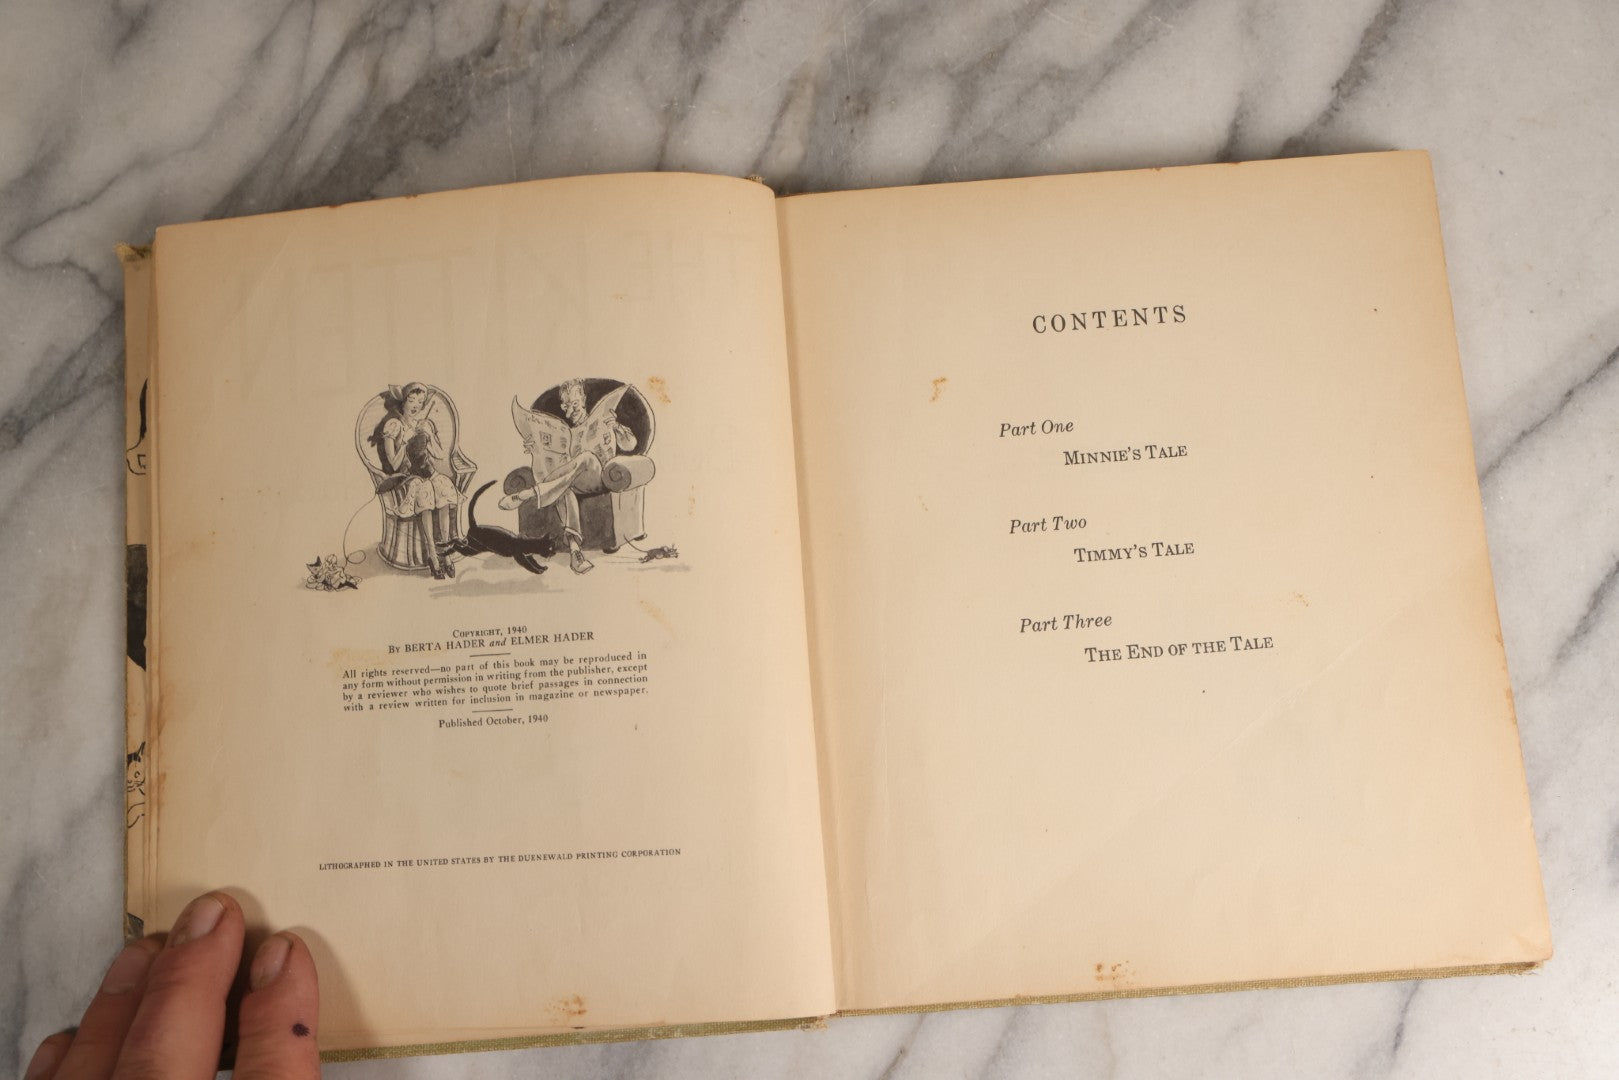 COPYRIGHT, 1940
BY BERTA HADER and ELMER HADER
All rights reserved—no part of this book may be reproduced in
any form without permission in writing from the publisher, except
by a reviewer who wishes to quote brief passages in connection
with a review written for inclusion in magazine or newspaper.
Published October, 1940
LITHOGRAPHED IN THE UNITED STATES BY THE DUENEWALD PRINTING CORPORATION
CONTENTS
Part One
MINNIE'S TALE
Part Two
TIMMY'S TALE
Part Three
THE END OF THE TALE